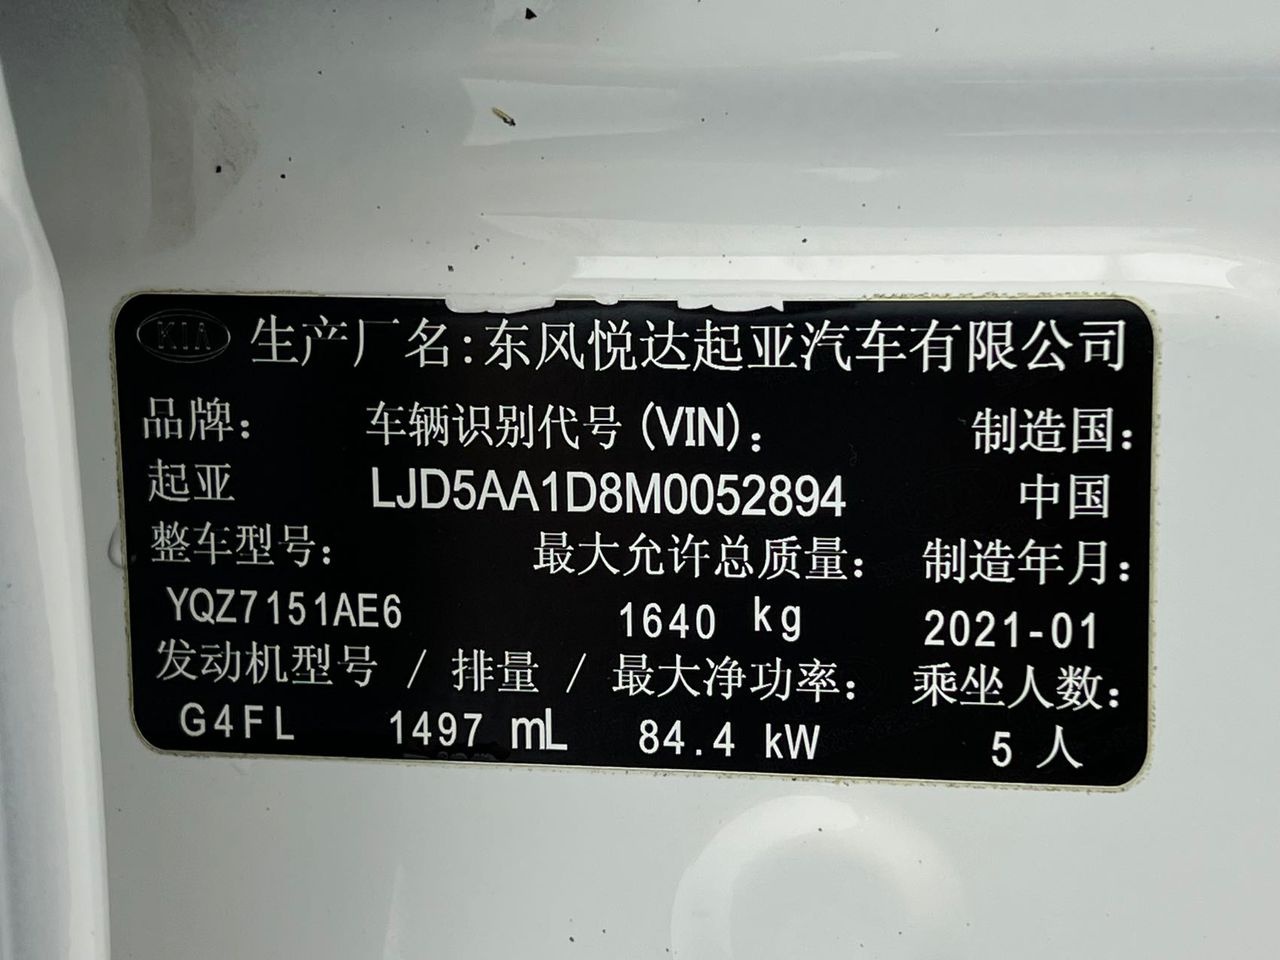 KIA 生产厂名:东风悦达起亚汽车有限公司
品牌: 车辆识别代号(VIN): 制造国:
起亚 LJD5AA1D8M0052894 中国
整车型号: 最大允许总质量: 制造年月:
YQZ7151AE6 1640 kg 2021-01
发动机型号 / 排量 / 最大净功率: 乘坐人数:
G4FL 1497 mL 84.4 kW 5 人